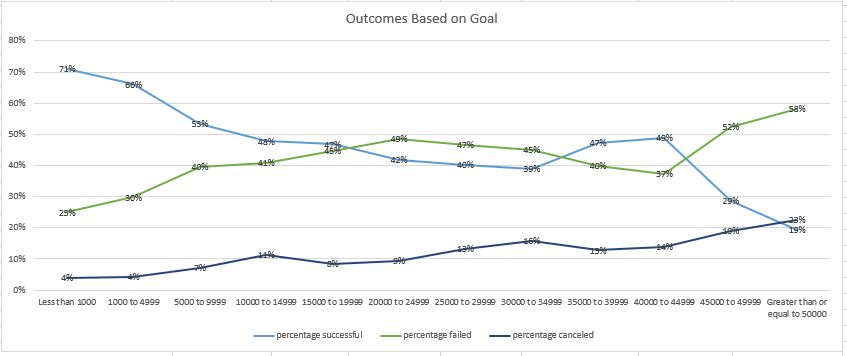 Outcomes Based on Goal
80%
70%
60%
50%
40%
30%
20%
10%
0%
71% 66% 53% 48% 47% 42% 40% 39% 47% 49% 29% 19%
25% 30% 40% 41% 45% 49% 47% 45% 40% 37% 52% 58%
4% 4% 7% 11% 8% 9% 13% 16% 13% 14% 19% 23%
Less than 1000 1000 to 4999 5000 to 9999 10000 to 14999 15000 to 19999 20000 to 24999 25000 to 29999 30000 to 34999 35000 to 39999 40000 to 44999 45000 to 49999 Greater than or
equal to 50000
percentage successful percentage failed percentage canceled